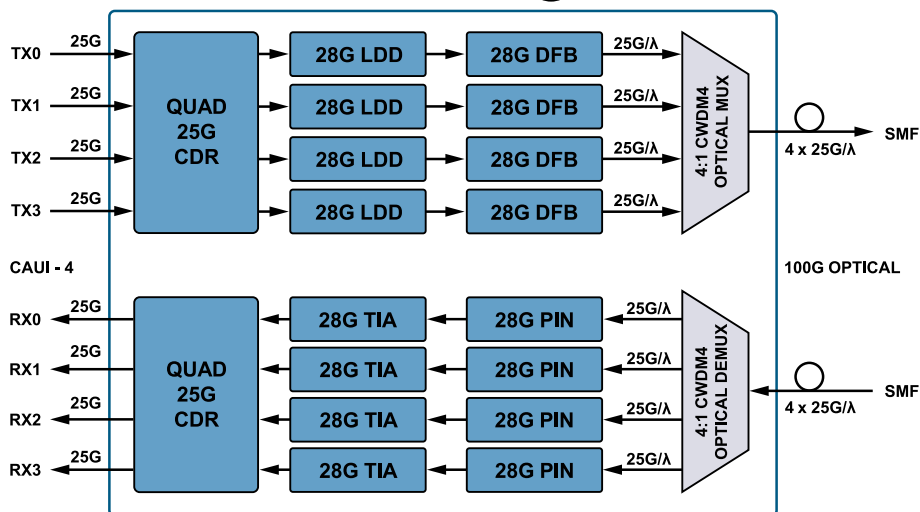 TX0 25G 28G LDD 28G DFB 25G/λ
TX1 25G 28G LDD 28G DFB 25G/λ
QUAD
25G
CDR
TX2 25G 28G LDD 28G DFB 25G/λ
TX3 25G 28G LDD 28G DFB 25G/λ
4:1 CWDM4
OPTICAL MUX
SMF
4 x 25G/λ
CAUI - 4
100G OPTICAL
RX0 25G 28G TIA 28G PIN 25G/λ
RX1 25G 28G TIA 28G PIN 25G/λ
QUAD
25G
CDR
RX2 25G 28G TIA 28G PIN 25G/λ
RX3 25G 28G TIA 28G PIN 25G/λ
4:1 CWDM4
OPTICAL DEMUX
SMF
4 x 25G/λ